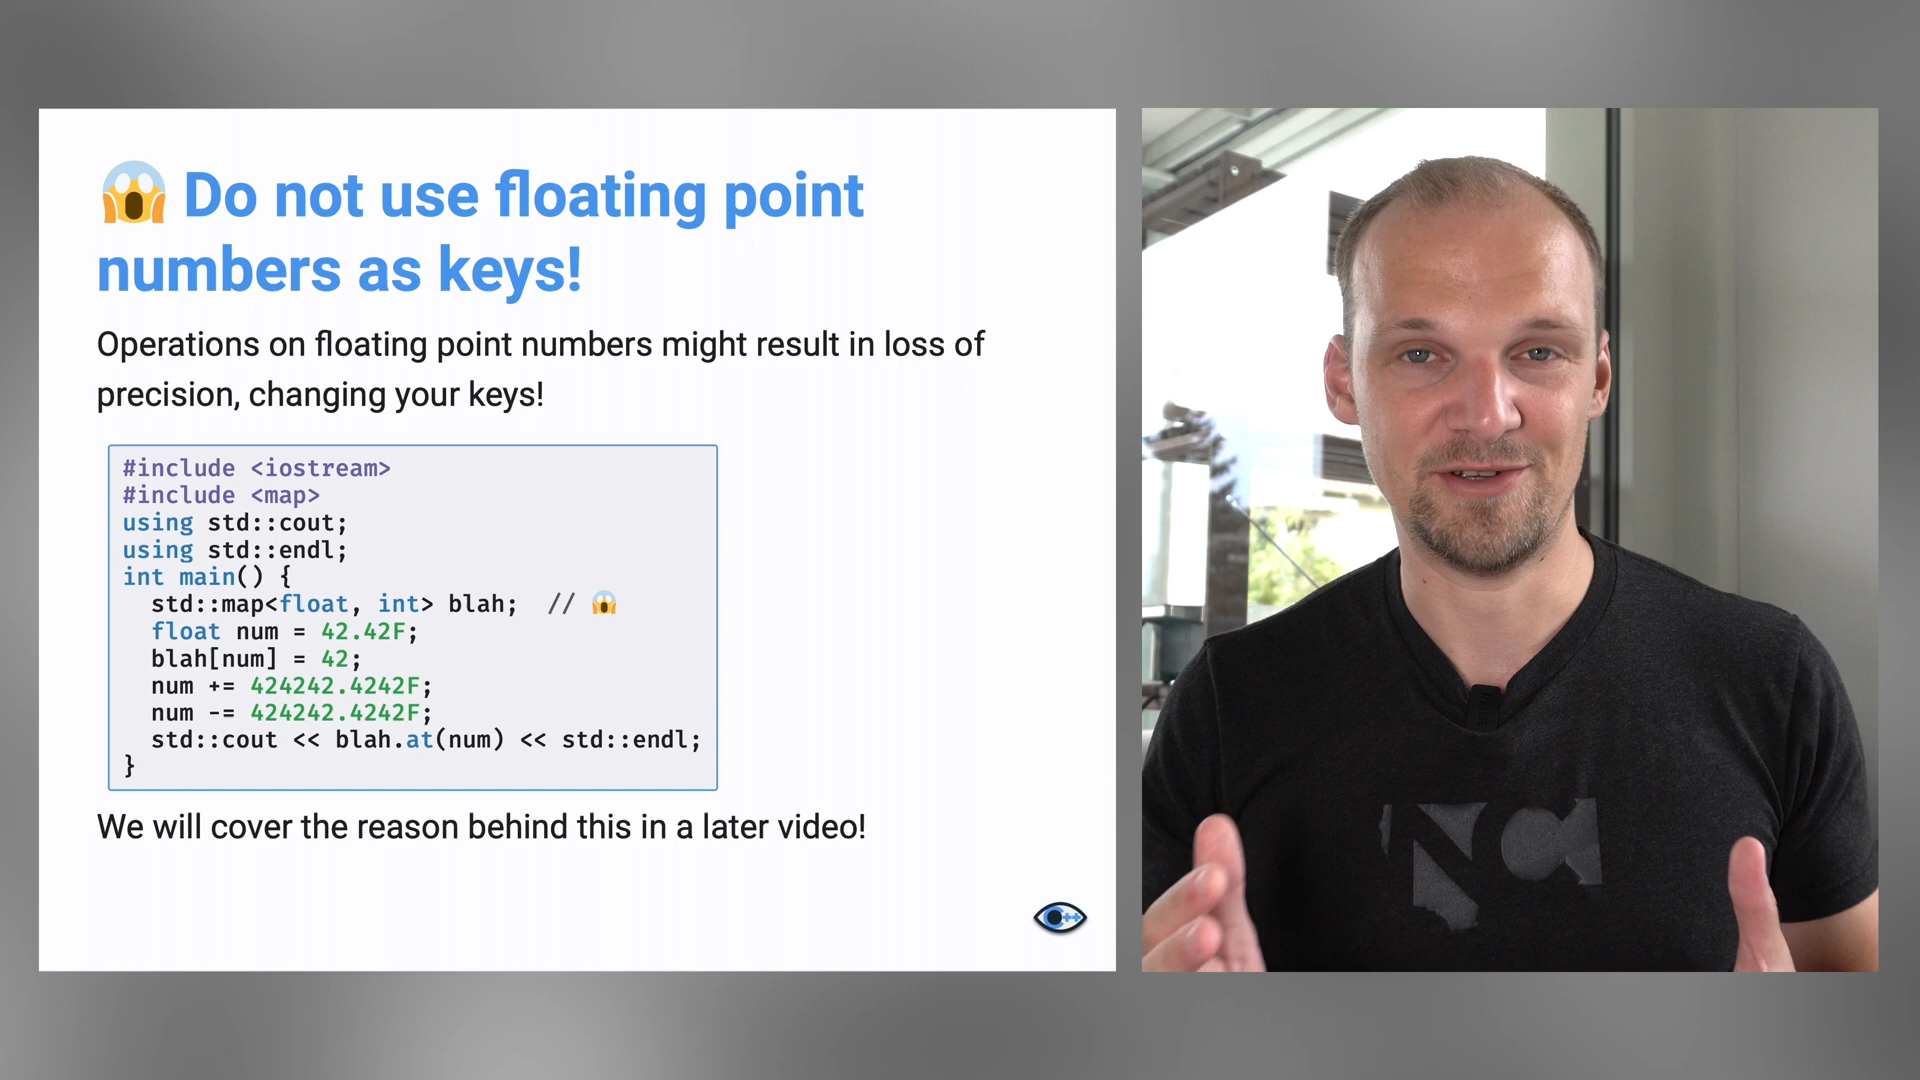 😱 Do not use floating point
numbers as keys!
Operations on floating point numbers might result in loss of
precision, changing your keys!
#include <iostream>
#include <map>
using std::cout;
using std::endl;
int main() {
  std::map<float, int> blah;  // 😱
  float num = 42.42F;
  blah[num] = 42;
  num += 424242.4242F;
  num -= 424242.4242F;
  std::cout << blah.at(num) << std::endl;
}
We will cover the reason behind this in a later video!
C++